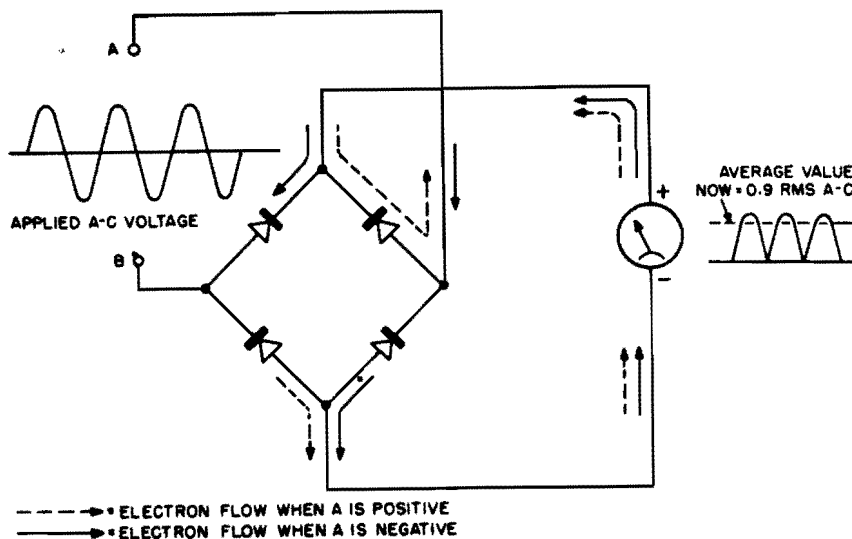 A
APPLIED A-C VOLTAGE
B
+
-
AVERAGE VALUE
NOW = 0.9 RMS A-C
= ELECTRON FLOW WHEN A IS POSITIVE
= ELECTRON FLOW WHEN A IS NEGATIVE